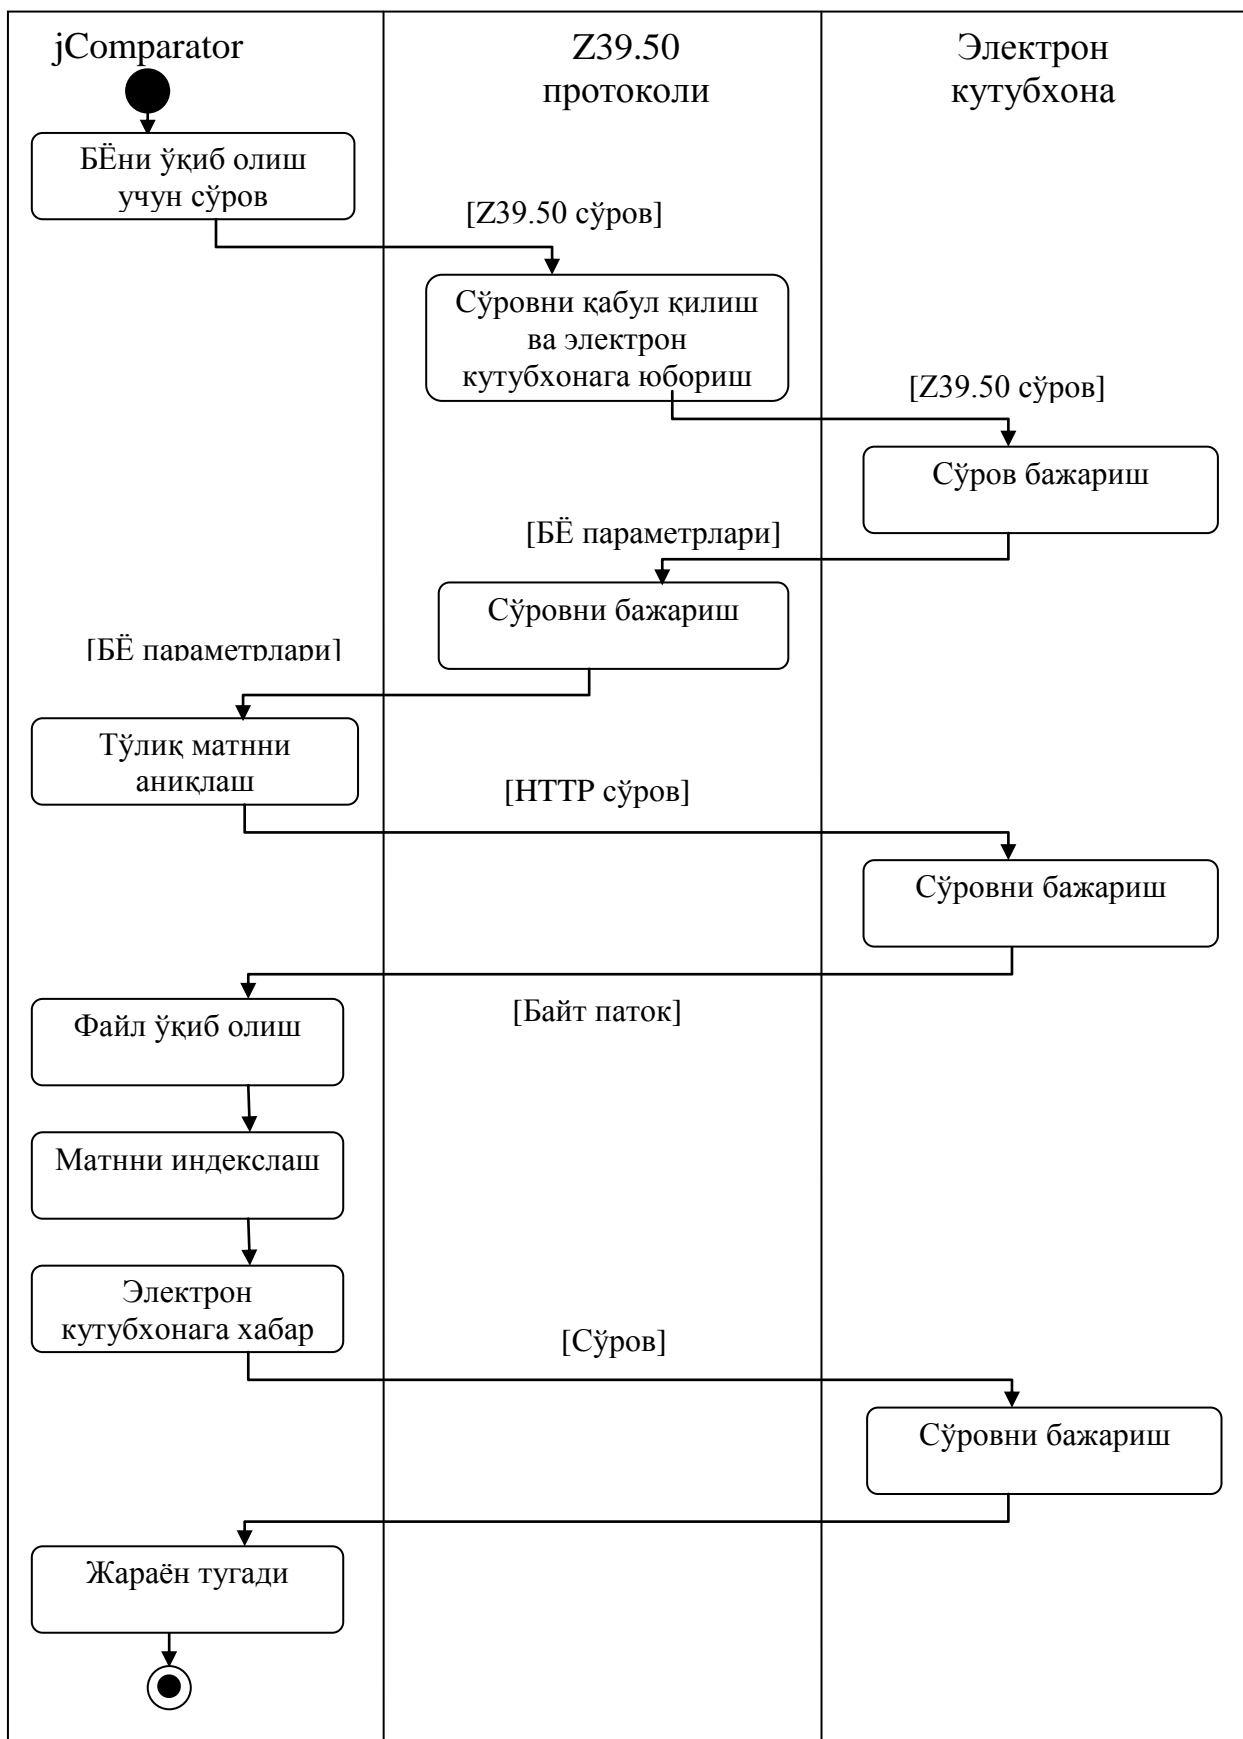 jComparator
Z39.50
протоколи
Электрон
кутубхона
БЁни ўқиб олиш
учун сўров
[Z39.50 сўров]
Сўровни қабул қилиш
ва электрон
кутубхонага юбориш
[Z39.50 сўров]
Сўров бажариш
[БЁ параметрлари]
Сўровни бажариш
[БЁ параметрлари]
Тўлиқ матнни
аниқлаш
[HTTP сўров]
Сўровни бажариш
[Байт паток]
Файл ўқиб олиш
Матнни индекслаш
Электрон
кутубхонага хабар
[Сўров]
Сўровни бажариш
Жараён тугади